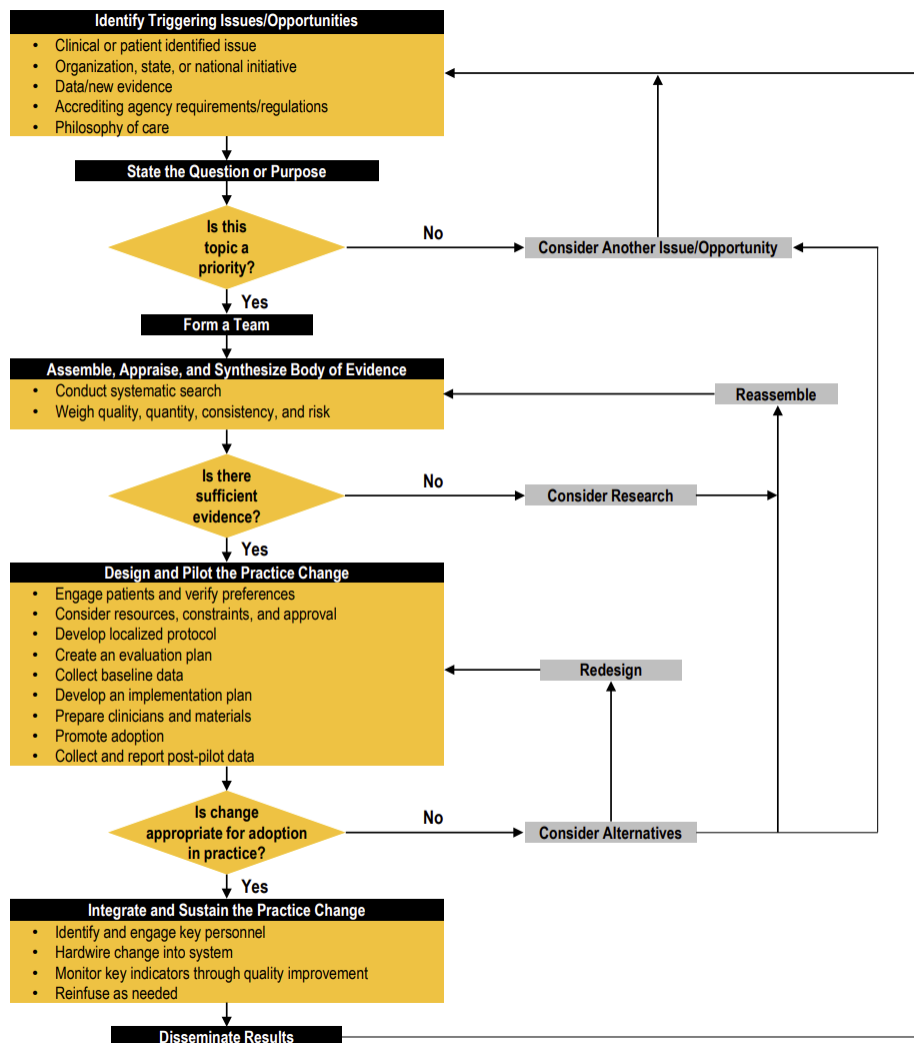 Identify Triggering Issues/Opportunities
• Clinical or patient identified issue
• Organization, state, or national initiative
• Data/new evidence
• Accrediting agency requirements/regulations
• Philosophy of care
State the Question or Purpose
Is this
topic a
priority?
No
Consider Another Issue/Opportunity
Yes
Form a Team
Assemble, Appraise, and Synthesize Body of Evidence
• Conduct systematic search
• Weigh quality, quantity, consistency, and risk
Reassemble
Is there
sufficient
evidence?
No
Consider Research
Yes
Design and Pilot the Practice Change
• Engage patients and verify preferences
• Consider resources, constraints, and approval
• Develop localized protocol
• Create an evaluation plan
• Collect baseline data
• Develop an implementation plan
• Prepare clinicians and materials
• Promote adoption
• Collect and report post-pilot data
Redesign
Is change
appropriate for adoption
in practice?
No
Consider Alternatives
Yes
Integrate and Sustain the Practice Change
• Identify and engage key personnel
• Hardwire change into system
• Monitor key indicators through quality improvement
• Reinfuse as needed
Disseminate Results